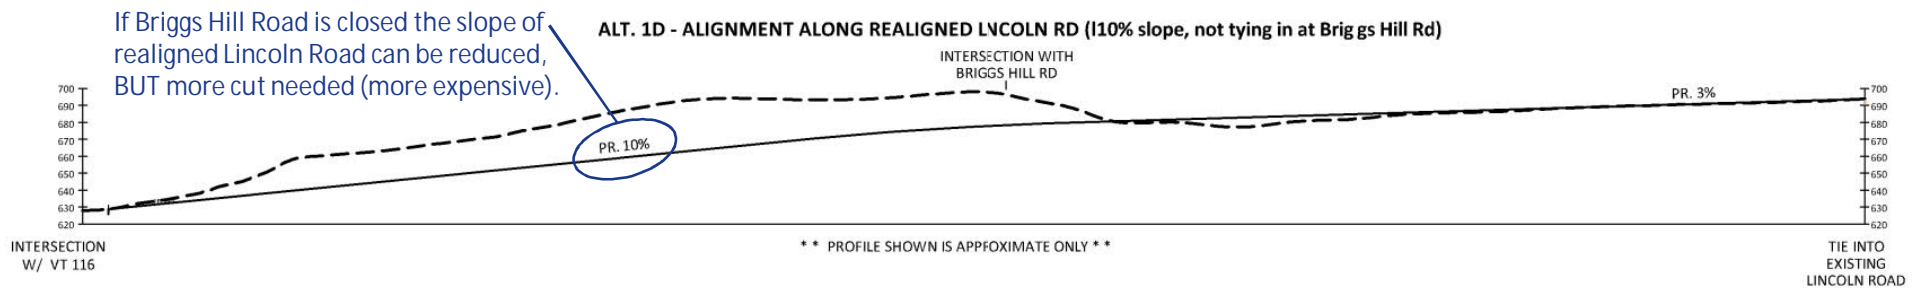 If Briggs Hill Road is closed the slope of
realigned Lincoln Road can be reduced,
BUT more cut needed (more expensive).
ALT. 1D - ALIGNMENT ALONG REALIGNED LNCOLN RD (l10% slope, not tying in at Brig gs Hill Rd)
INTERSECTION WITH
BRIGGS HILL RD
700
690
680
670
660
650
640
630
620
PR. 10%
PR. 3%
700
690
680
670
660
650
640
630
620
INTERSECTION
W/ VT 116
* * PROFILE SHOWN IS APPFOXIMATE ONLY * *
TIE INTO
EXISTING
LINCOLN ROAD